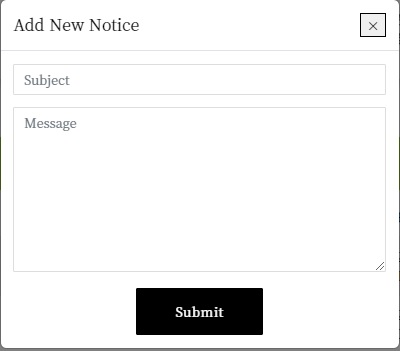 Add New Notice
Subject
Message
Submit